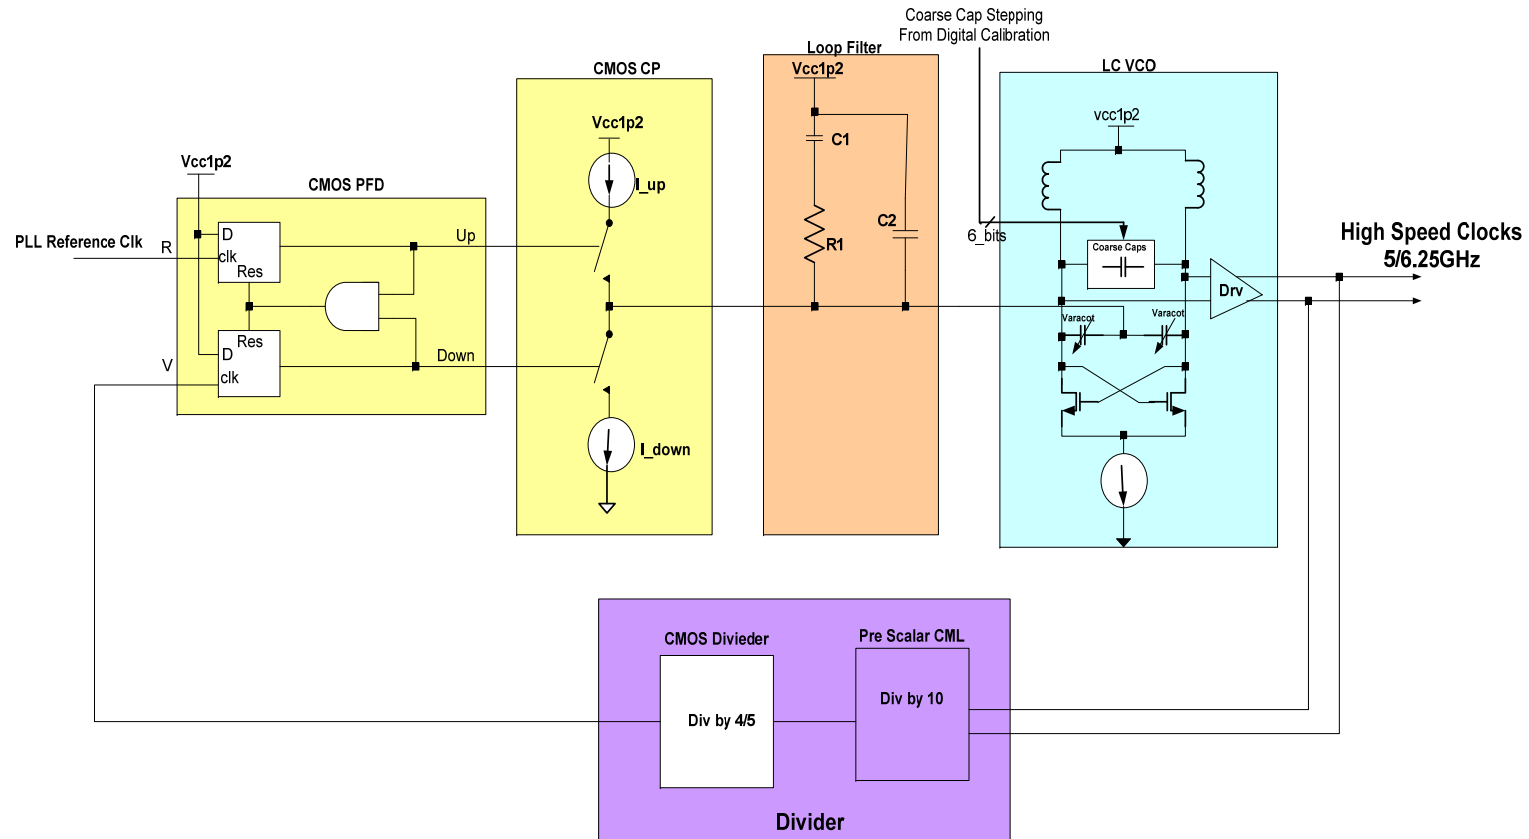 Coarse Cap Stepping
From Digital Calibration
Loop Filter
CMOS CP
LC VCO
Vcc1p2
Vcc1p2
vcc1p2
C1
Vcc1p2
CMOS PFD
I_up
C2
R1
6_bits
Coarse Caps
High Speed Clocks
5/6.25GHz
PLL Reference Clk
R
D
clk
Res
Up
Drv
Varacot
Varacot
Res
D
clk
V
Down
I_down
CMOS Divieder
Pre Scalar CML
Div by 10
Div by 4/5
Divider